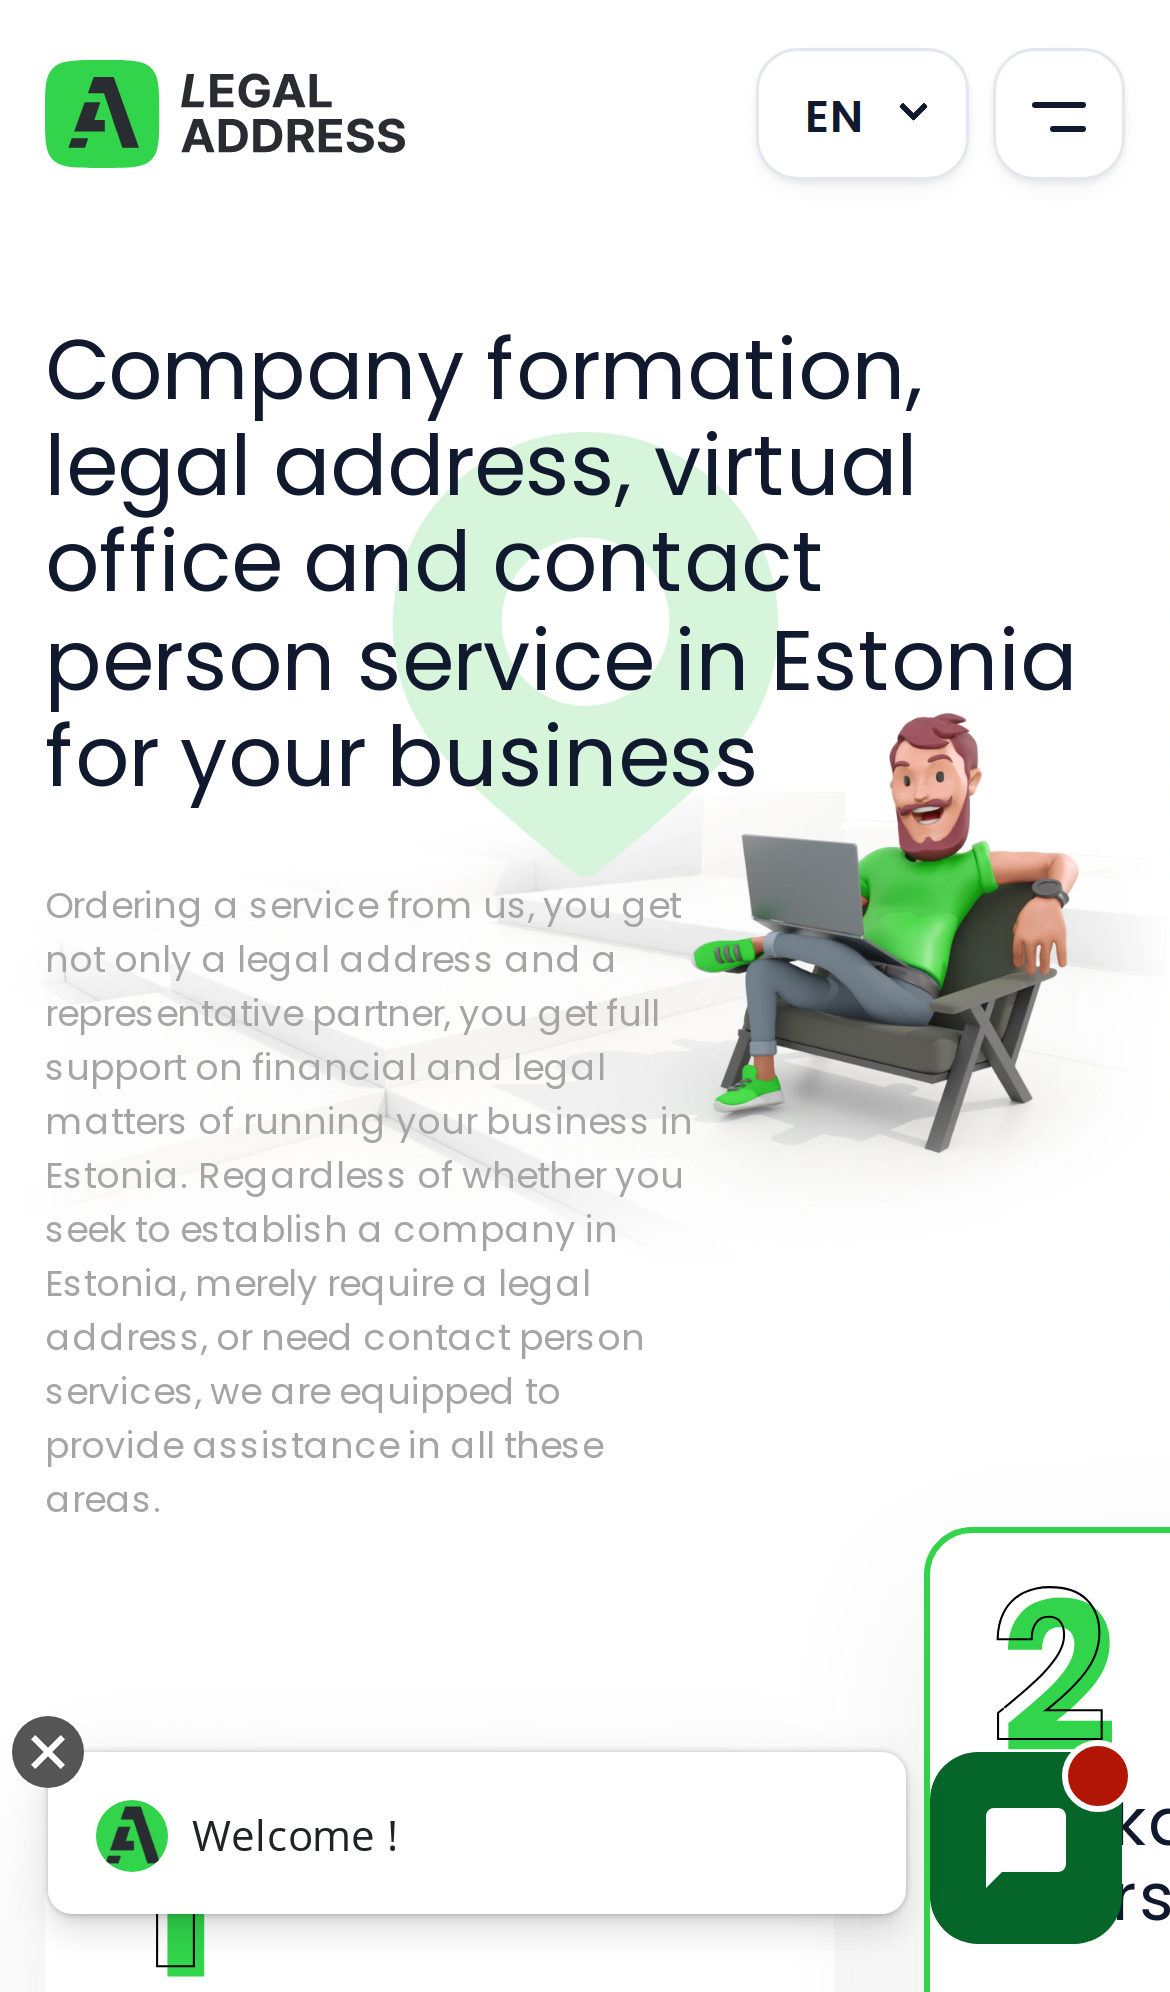 LEGAL
ADDRESS
EN
Company formation,
legal address, virtual
office and contact
person service in Estonia
for your business
Ordering a service from us, you get
not only a legal address and a
representative partner, you get full
support on financial and legal
matters of running your business in
Estonia. Regardless of whether you
seek to establish a company in
Estonia, merely require a legal
address, or need contact person
services, we are equipped to
provide assistance in all these
areas.
2
Welcome !